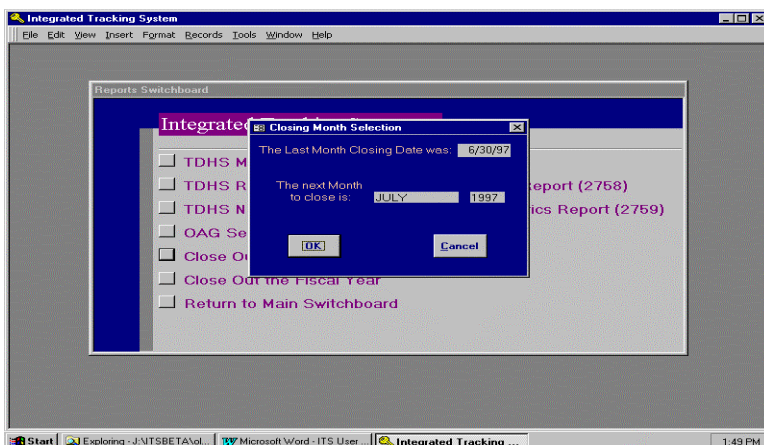 Integrated Tracking System
File Edit View Insert Format Records Tools Window Help
Reports Switchboard
Integrated
Closing Month Selection
The Last Month Closing Date was: 6/30/97
TDHS M
The next Month
to close is: JULY 1997
TDHS R
eport (2758)
TDHS N
ics Report (2759)
OAG Se
OK Cancel
Close Ou
Close Out the Fiscal Year
Return to Main Switchboard
Start Exploring - J:\ITSBETA\ol... Microsoft Word - ITS User ... Integrated Tracking ... 1:49 PM